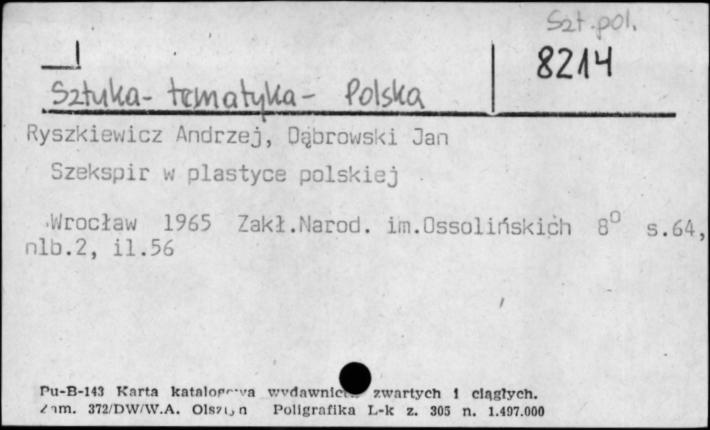 Szt.pol.
8214
Sztuka- tematyka- Polska
Ryszkiewicz Andrzej, Dąbrowski Jan
Szekspir w plastyce polskiej
Wrocław 1965 Zakł.Narod. im.Ossolińskich 8° s.64,
nlb.2, il.56
Pu-B-143 Karta katalogowa wydawnictw zwartych i ciągłych.
Zam. 372/DW/W.A. Olsztyn Poligrafika L-k z. 305 n. 1.497.000